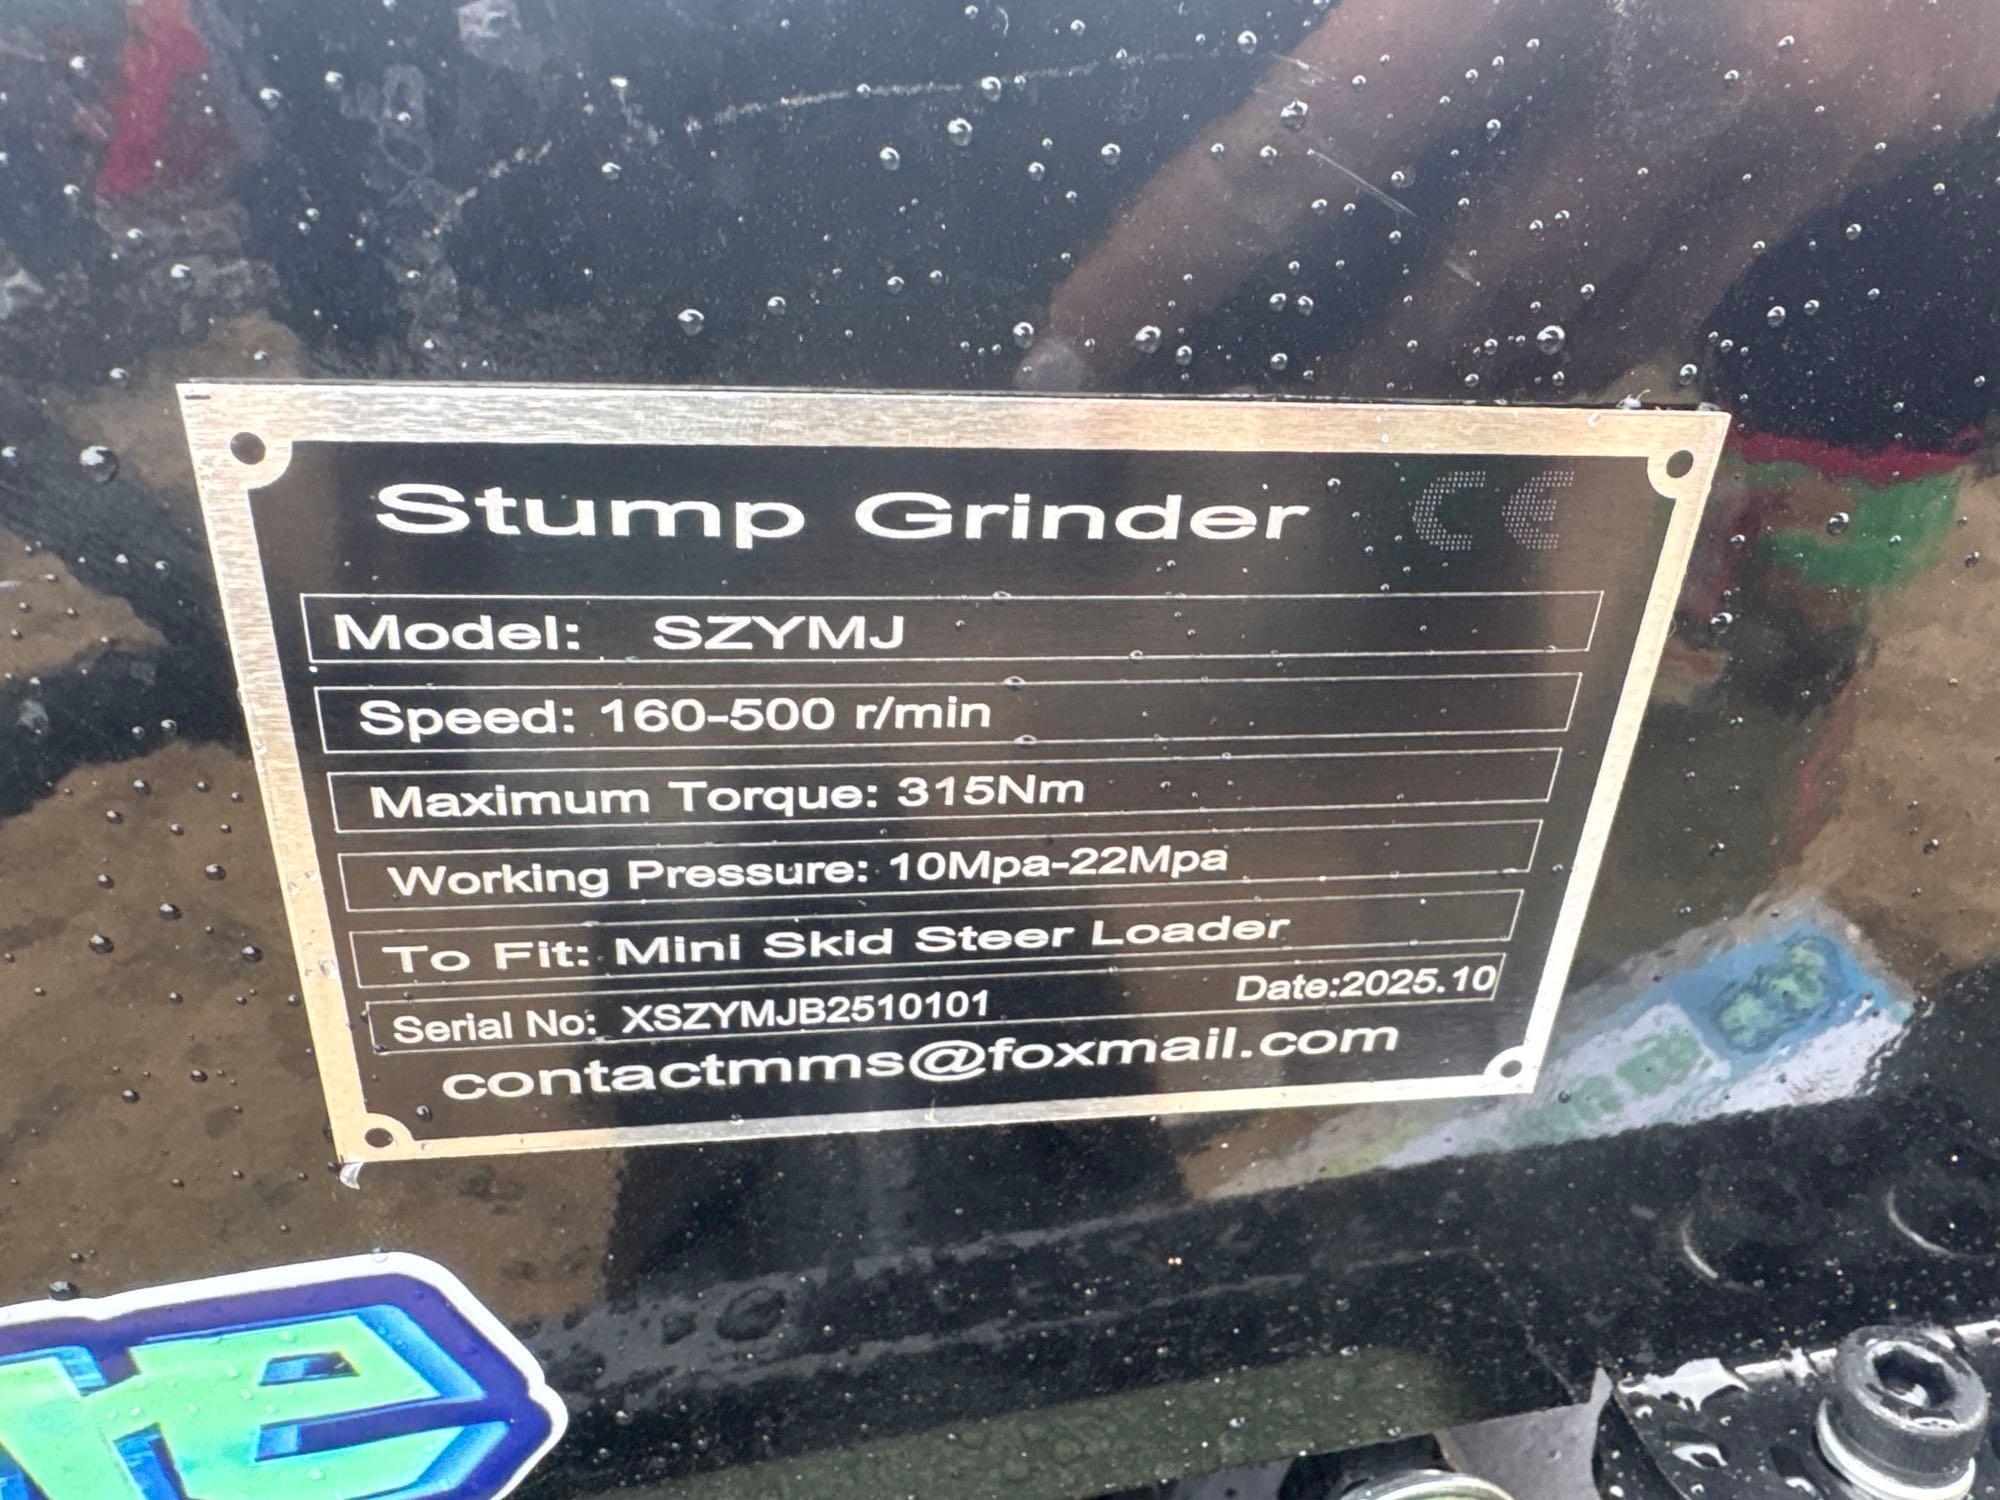 Stump Grinder CE
Model: SZYMJ
Speed: 160-500 r/min
Maximum Torque: 315Nm
Working Pressure: 10Mpa-22Mpa
To Fit: Mini Skid Steer Loader
Serial No: XSZYMJB2510101 Date:2025.10
contactmms@foxmail.com